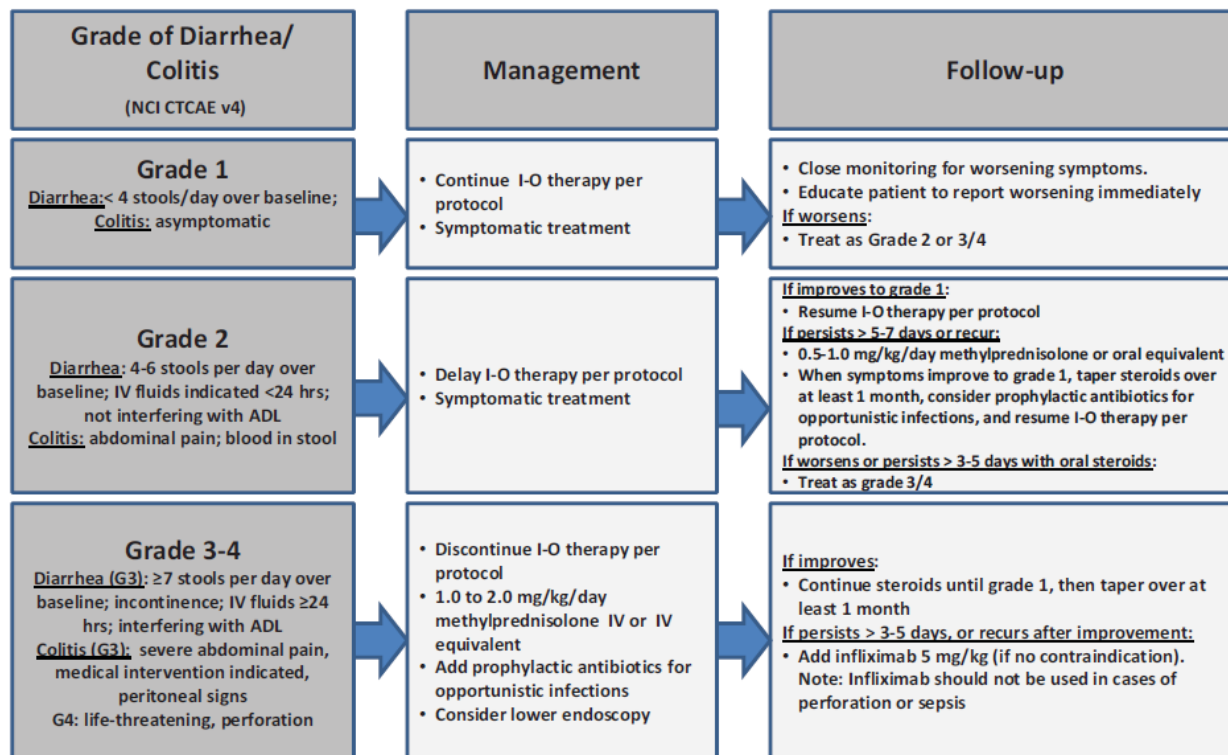 Grade of Diarrhea/
Colitis
(NCI CTCAE v4)
Management
Follow-up
Grade 1
Diarrhea:< 4 stools/day over baseline;
Colitis: asymptomatic
• Continue I-O therapy per
protocol
• Symptomatic treatment
• Close monitoring for worsening symptoms.
• Educate patient to report worsening immediately
If worsens:
• Treat as Grade 2 or 3/4
Grade 2
Diarrhea: 4-6 stools per day over
baseline; IV fluids indicated <24 hrs;
not interfering with ADL
Colitis: abdominal pain; blood in stool
• Delay I-O therapy per protocol
• Symptomatic treatment
If improves to grade 1:
• Resume I-O therapy per protocol
If persists > 5-7 days or recur:
• 0.5-1.0 mg/kg/day methylprednisolone or oral equivalent
• When symptoms improve to grade 1, taper steroids over
at least 1 month, consider prophylactic antibiotics for
opportunistic infections, and resume I-O therapy per
protocol.
If worsens or persists > 3-5 days with oral steroids:
• Treat as grade 3/4
Grade 3-4
Diarrhea (G3): ≥7 stools per day over
baseline; incontinence; IV fluids ≥24
hrs; interfering with ADL
Colitis (G3): severe abdominal pain,
medical intervention indicated,
peritoneal signs
G4: life-threatening, perforation
• Discontinue I-O therapy per
protocol
• 1.0 to 2.0 mg/kg/day
methylprednisolone IV or IV
equivalent
• Add prophylactic antibiotics for
opportunistic infections
• Consider lower endoscopy
If improves:
• Continue steroids until grade 1, then taper over at
least 1 month
If persists > 3-5 days, or recurs after improvement:
• Add infliximab 5 mg/kg (if no contraindication).
Note: Infliximab should not be used in cases of
perforation or sepsis